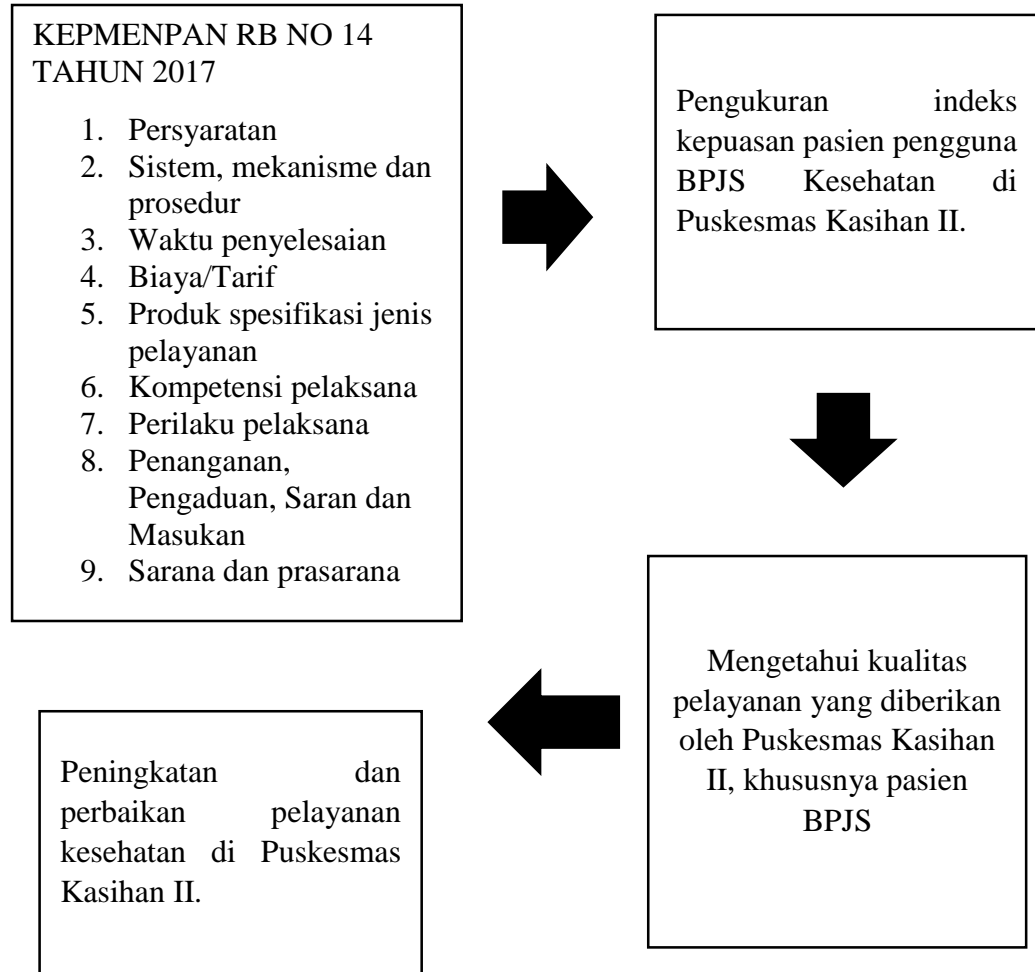 KEPMENPAN RB NO 14
TAHUN 2017
1. Persyaratan
2. Sistem, mekanisme dan
prosedur
3. Waktu penyelesaian
4. Biaya/Tarif
5. Produk spesifikasi jenis
pelayanan
6. Kompetensi pelaksana
7. Perilaku pelaksana
8. Penanganan,
Pengaduan, Saran dan
Masukan
9. Sarana dan prasarana
Pengukuran indeks
kepuasan pasien pengguna
BPJS Kesehatan di
Puskesmas Kasihan II.
Mengetahui kualitas
pelayanan yang diberikan
oleh Puskesmas Kasihan
II, khususnya pasien
BPJS
Peningkatan dan
perbaikan pelayanan
kesehatan di Puskesmas
Kasihan II.